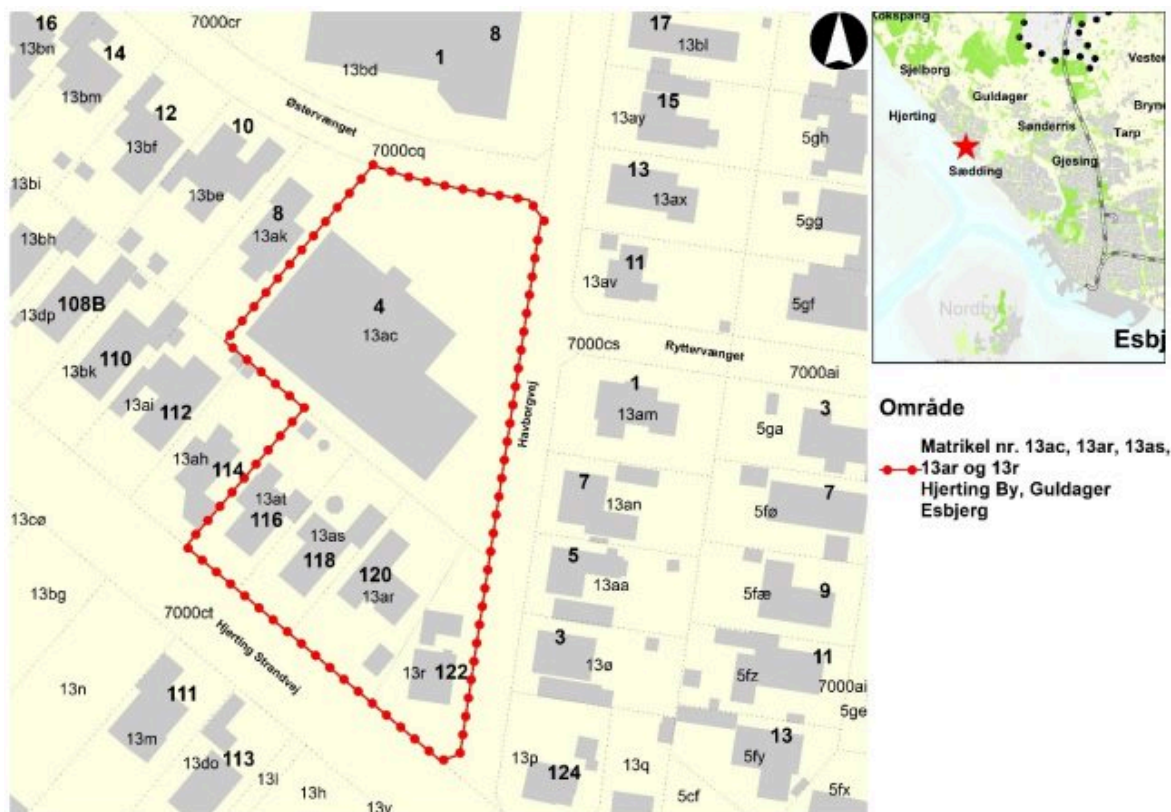 16
13bn
14
13bm
7000cr
12
13bf
10
13be
13bi
13bh
8
13ak
108B
13dp
110
13bk
13ai
112
13ah
114
13at
116
13as
118
120
13ar
13r
122
13cø
13bg
7000ct
Hjerting Strandvej
13n
111
13m
113
13do
13l
13h
13v
13bd
1
8
Østervænget
7000cq
4
13ac
Havborgvej
17
13bl
15
13ay
13
13ax
11
13av
5gh
5gg
5gf
7000cs
Ryttervænget
7000ai
1
13am
3
5ga
7
13an
7
5fø
5
13aa
5fæ
9
3
13ø
11
5fz
7000ai
5ge
13
5fy
13p
124
13q
5cf
5fx
Kokspang
Sjelborg
Vester
Hjerting
Guldager
Bryn
Sønderris
Tarp
Gjesing
Sædding
Nordby
Esbj
Område
Matrikel nr. 13ac, 13ar, 13as,
13ar og 13r
Hjerting By, Guldager
Esbjerg